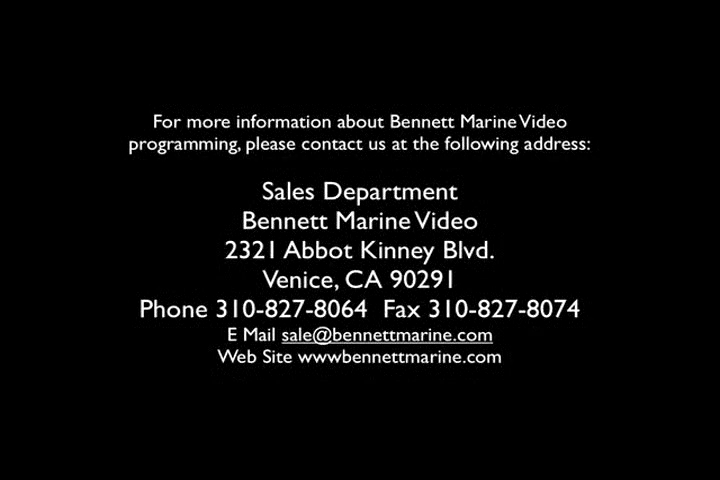 For more information about Bennett Marine Video
programming, please contact us at the following address:
Sales Department
Bennett Marine Video
2321 Abbot Kinney Blvd.
Venice, CA 90291
Phone 310-827-8064 Fax 310-827-8074
E Mail sale@bennettmarine.com
Web Site wwwbennettmarine.com